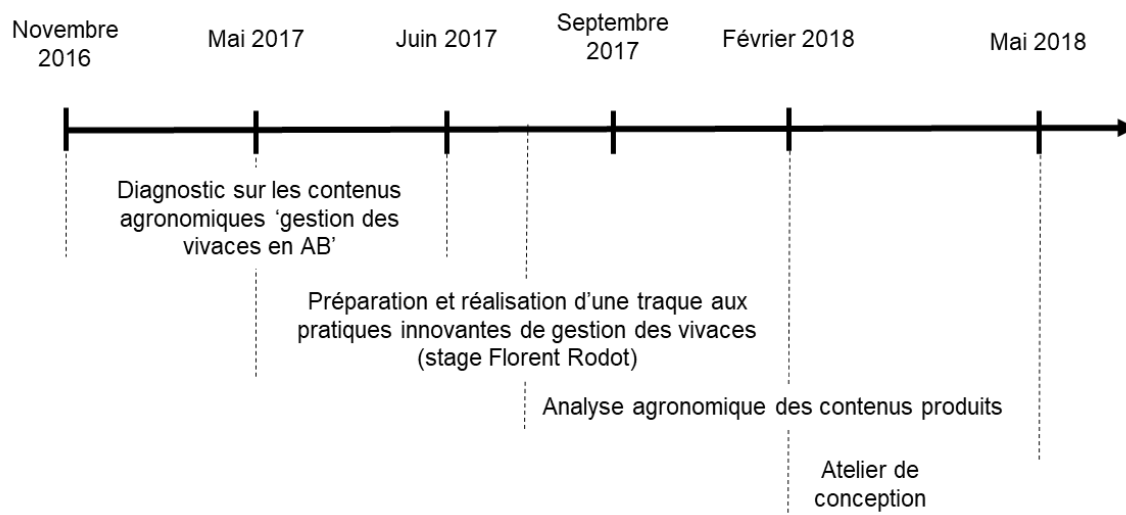 Novembre
2016
Mai 2017
Juin 2017
Septembre
2017
Février 2018
Mai 2018
Diagnostic sur les contenus
agronomiques ‘gestion des
vivaces en AB’
Préparation et réalisation d’une traque aux
pratiques innovantes de gestion des vivaces
(stage Florent Rodot)
Analyse agronomique des contenus produits
Atelier de
conception